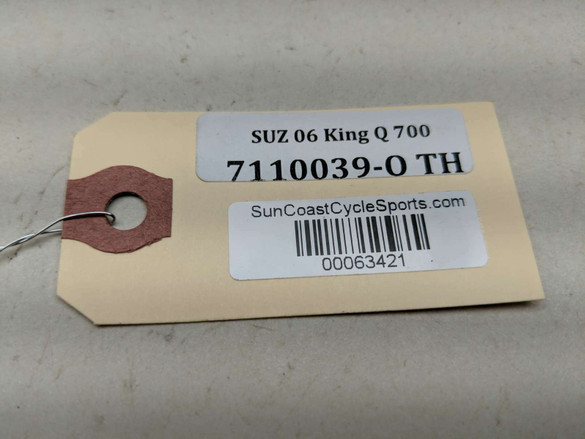 SUZ 06 King Q 700
7110039-O TH
SunCoastCycleSports.com
00063421